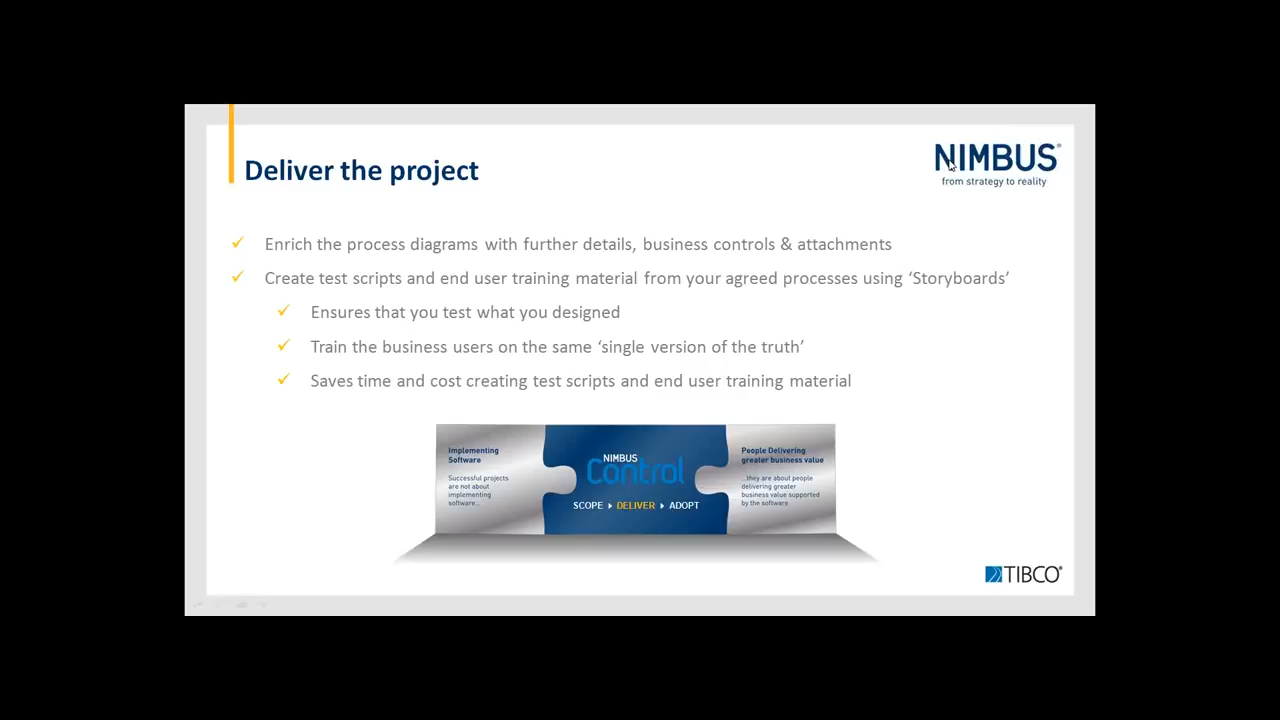 Deliver the project
NIMBUS®
from strategy to reality
Enrich the process diagrams with further details, business controls & attachments
Create test scripts and end user training material from your agreed processes using ‘Storyboards’
Ensures that you test what you designed
Train the business users on the same ‘single version of the truth’
Saves time and cost creating test scripts and end user training material
Implementing
Software
Successful projects
are not about
implementing
software...
NIMBUS
Control
SCOPE DELIVER ADOPT
People Delivering
greater business value
...they are about people
delivering greater
business value supported
by the software
TIBCO®